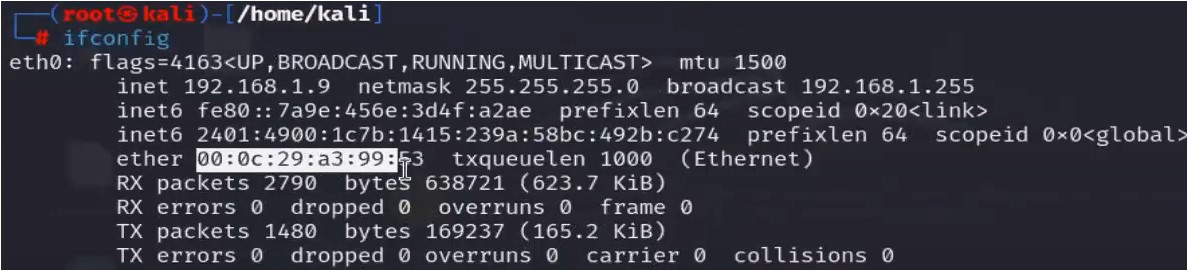 ┌──(root㉿kali)-[/home/kali]
└─# ifconfig
eth0: flags=4163<UP,BROADCAST,RUNNING,MULTICAST>  mtu 1500
inet 192.168.1.9  netmask 255.255.255.0  broadcast 192.168.1.255
inet6 fe80::7a9e:456e:3d4f:a2ae  prefixlen 64  scopeid 0×20<link>
inet6 2401:4900:1c7b:1415:239a:58bc:492b:c274  prefixlen 64  scopeid 0×0<global>
ether 00:0c:29:a3:99:  txqueuelen 1000  (Ethernet)
RX packets 2790  bytes 638721 (623.7 KiB)
RX errors 0  dropped 0  overruns 0  frame 0
TX packets 1480  bytes 169237 (165.2 KiB)
TX errors 0  dropped 0 overruns 0  carrier 0  collisions 0